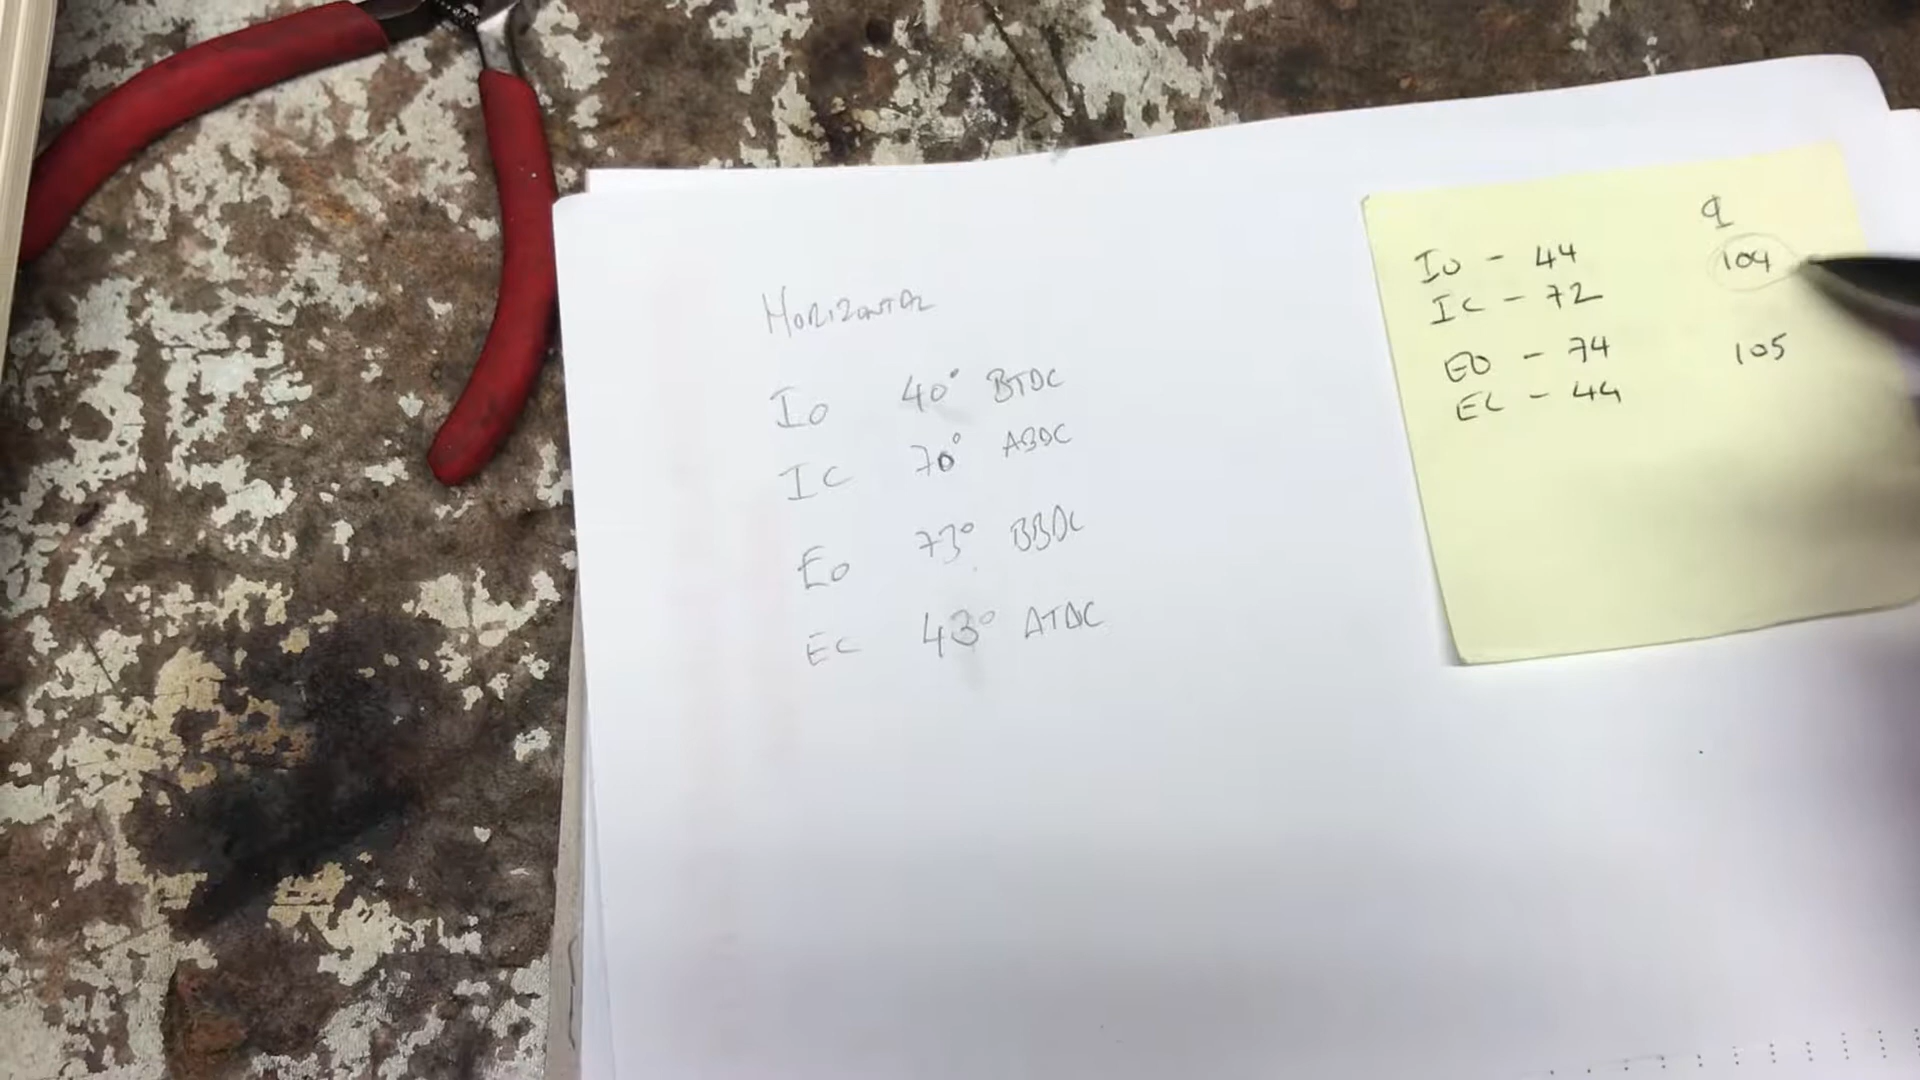 HORIZONTAL
IO 40° BTDC
IC 70° ABDC
EO 73° BBDC
EC 43° ATDC
IO - 44 104
IC - 72
EO - 74 105
EC - 44